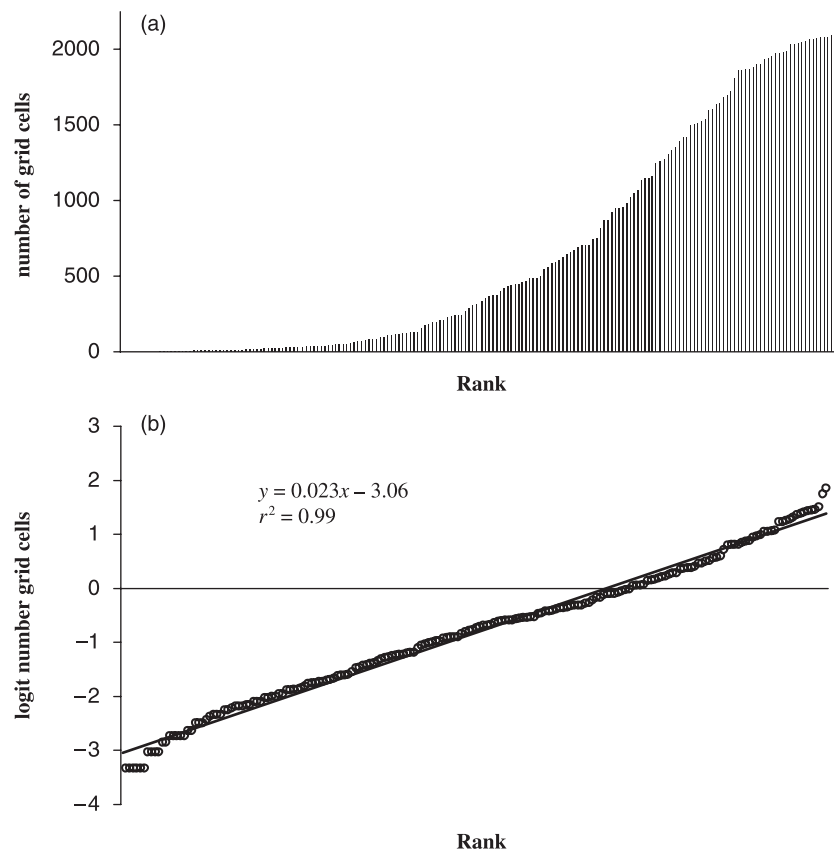 (a)
number of grid cells
2000
1500
1000
500
0
Rank
(b)
logit number grid cells
3
2
1
0
−1
−2
−3
−4
y = 0.023x − 3.06
r² = 0.99
Rank